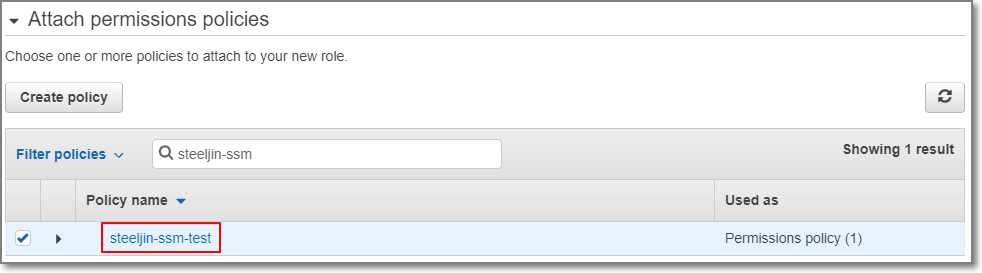 Attach permissions policies
Choose one or more policies to attach to your new role.
Create policy
Filter policies
steeljin-ssm
Showing 1 result
Policy name
Used as
steeljin-ssm-test
Permissions policy (1)